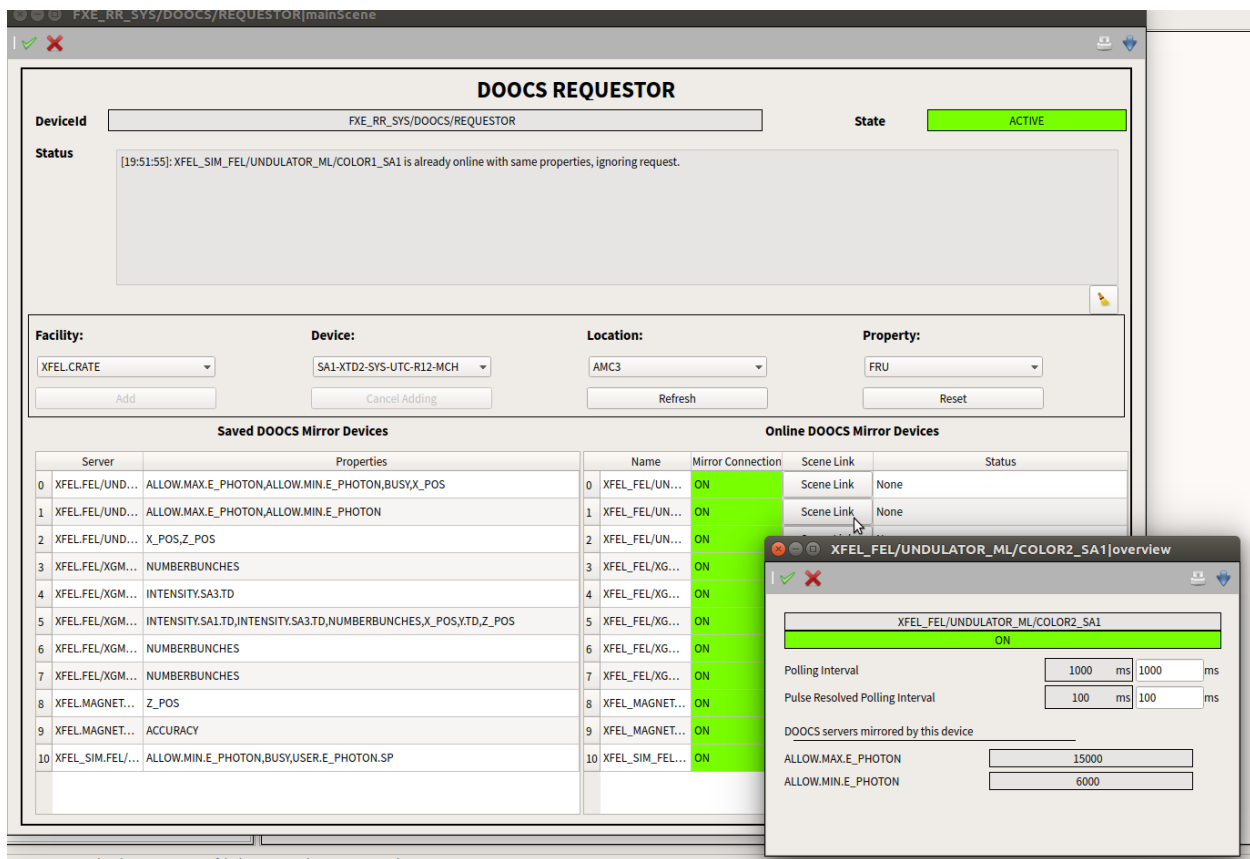 FXE_RR_SYS/DOOCS/REQUESTOR|mainScene
DOOCS REQUESTOR
DeviceId FXE_RR_SYS/DOOCS/REQUESTOR State ACTIVE
Status [19:51:55]: XFEL_SIM_FEL/UNDULATOR_ML/COLOR1_SA1 is already online with same properties, ignoring request.
Facility: Device: Location: Property:
XFEL.CRATE SA1-XTD2-SYS-UTC-R12-MCH AMC3 FRU
Add Cancel Adding Refresh Reset
Saved DOOCS Mirror Devices Online DOOCS Mirror Devices
Server Properties Name Mirror Connection Scene Link Status
0 XFEL.FEL/UND... ALLOW.MAX.E_PHOTON,ALLOW.MIN.E_PHOTON,BUSY,X_POS 0 XFEL_FEL/UN... ON Scene Link None
1 XFEL.FEL/UND... ALLOW.MAX.E_PHOTON,ALLOW.MIN.E_PHOTON 1 XFEL_FEL/UN... ON Scene Link None
2 XFEL.FEL/UND... X_POS,Z_POS 2 XFEL_FEL/UN... ON
3 XFEL.FEL/XGM... NUMBERBUNCHES 3 XFEL_FEL/XG... ON
4 XFEL.FEL/XGM... INTENSITY.SA3.TD 4 XFEL_FEL/XG... ON
5 XFEL.FEL/XGM... INTENSITY.SA1.TD,INTENSITY.SA3.TD,NUMBERBUNCHES,X_POS,Y.TD,Z_POS 5 XFEL_FEL/XG... ON
6 XFEL.FEL/XGM... NUMBERBUNCHES 6 XFEL_FEL/XG... ON
7 XFEL.FEL/XGM... NUMBERBUNCHES 7 XFEL_FEL/XG... ON
8 XFEL.MAGNET... Z_POS 8 XFEL_MAGNET... ON
9 XFEL.MAGNET... ACCURACY 9 XFEL_MAGNET... ON
10 XFEL_SIM.FEL/... ALLOW.MIN.E_PHOTON,BUSY,USER.E_PHOTON.SP 10 XFEL_SIM_FEL... ON
XFEL_FEL/UNDULATOR_ML/COLOR2_SA1|overview
XFEL_FEL/UNDULATOR_ML/COLOR2_SA1
ON
Polling Interval 1000 ms 1000 ms
Pulse Resolved Polling Interval 100 ms 100 ms
DOOCS servers mirrored by this device
ALLOW.MAX.E_PHOTON 15000
ALLOW.MIN.E_PHOTON 6000